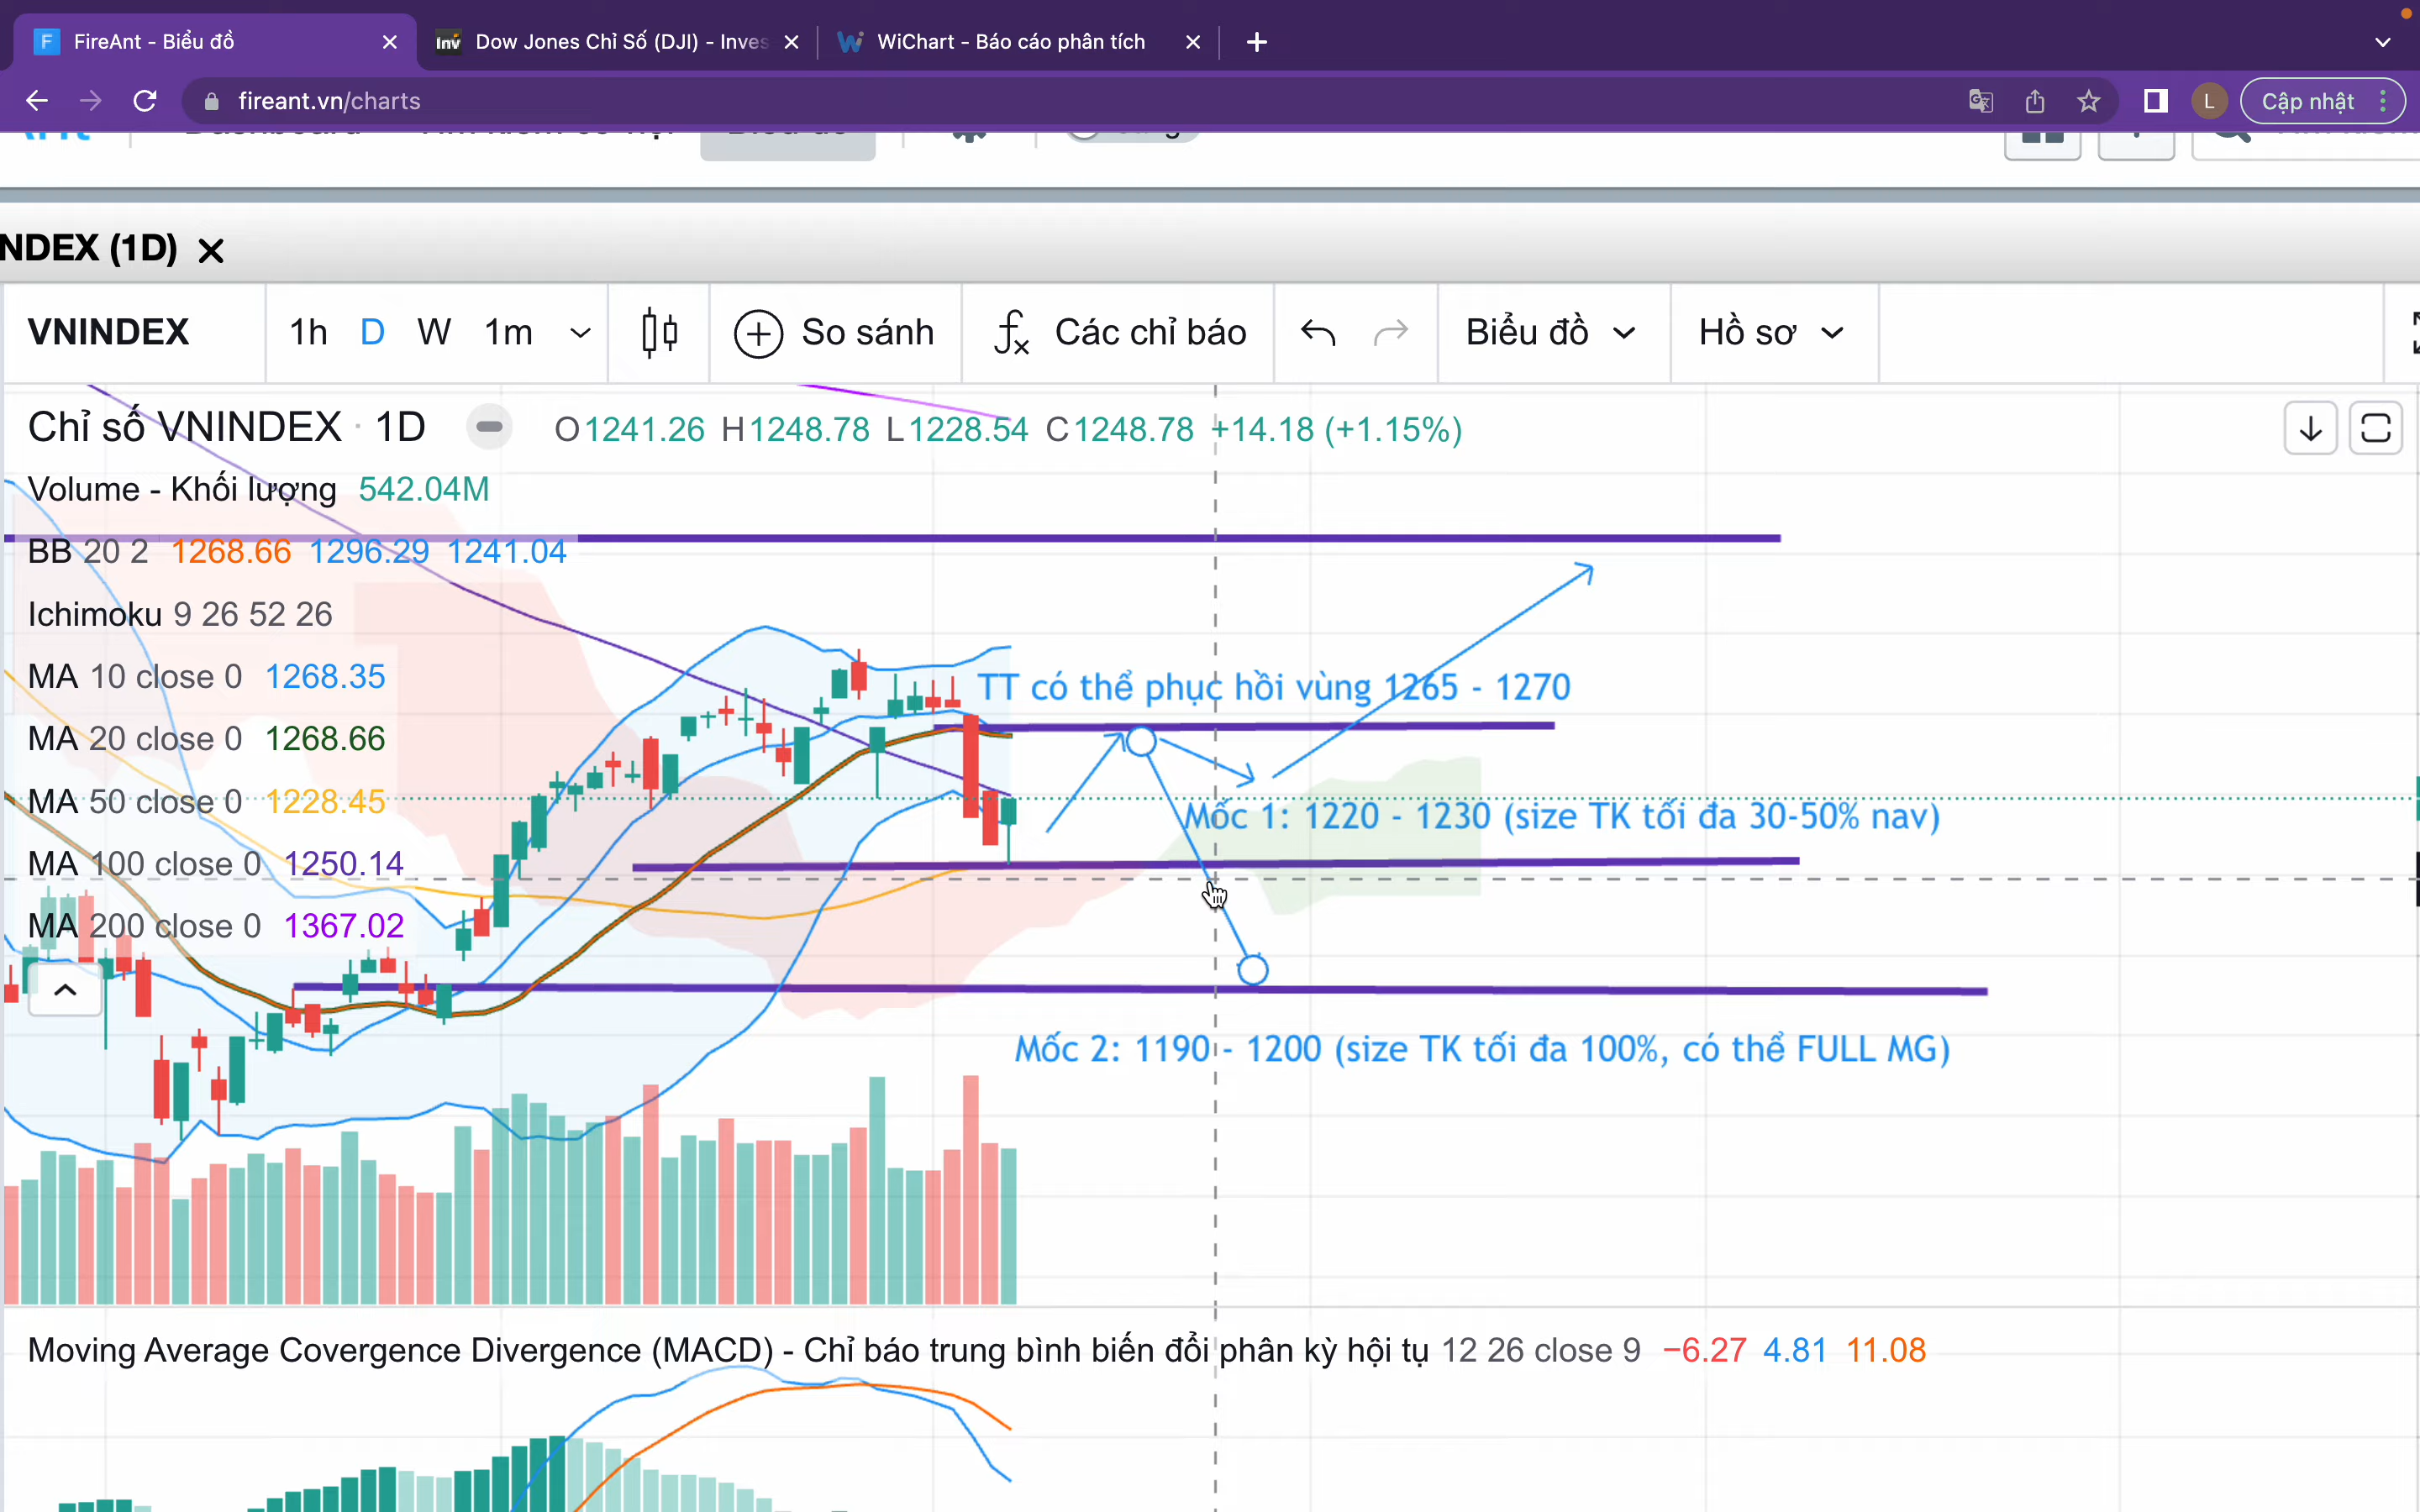 FireAnt - Biểu đồ
Dow Jones Chỉ Số (DJI) - Inves
WiChart - Báo cáo phân tích
fireant.vn/charts
L
Cập nhật
NDEX (1D)
VNINDEX
1h D W 1m
So sánh
Các chỉ báo
Biểu đồ
Hồ sơ
Chỉ số VNINDEX · 1D
O1241.26 H1248.78 L1228.54 C1248.78 +14.18 (+1.15%)
Volume - Khối lượng 542.04M
BB 20 2 1268.66 1296.29 1241.04
Ichimoku 9 26 52 26
MA 10 close 0 1268.35
TT có thể phục hồi vùng 1265 - 1270
MA 20 close 0 1268.66
MA 50 close 0 1228.45
Mốc 1: 1220 - 1230 (size TK tối đa 30-50% nav)
MA 100 close 0 1250.14
MA 200 close 0 1367.02
Mốc 2: 1190 - 1200 (size TK tối đa 100%, có thể FULL MG)
Moving Average Covergence Divergence (MACD) - Chỉ báo trung bình biến đổi phân kỳ hội tụ 12 26 close 9 −6.27 4.81 11.08